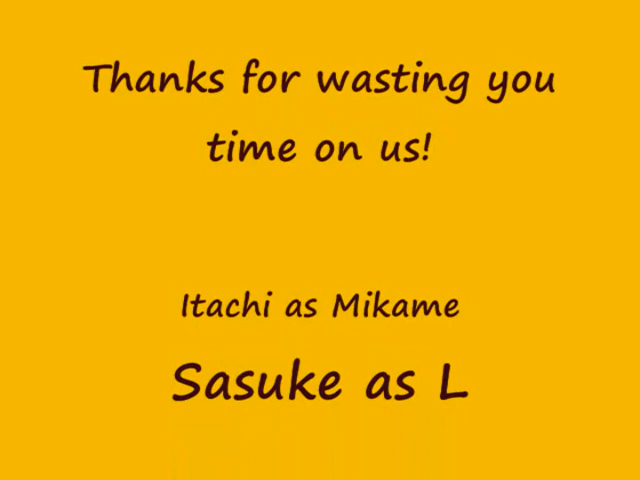 Thanks for wasting you
time on us!
Itachi as Mikame
Sasuke as L